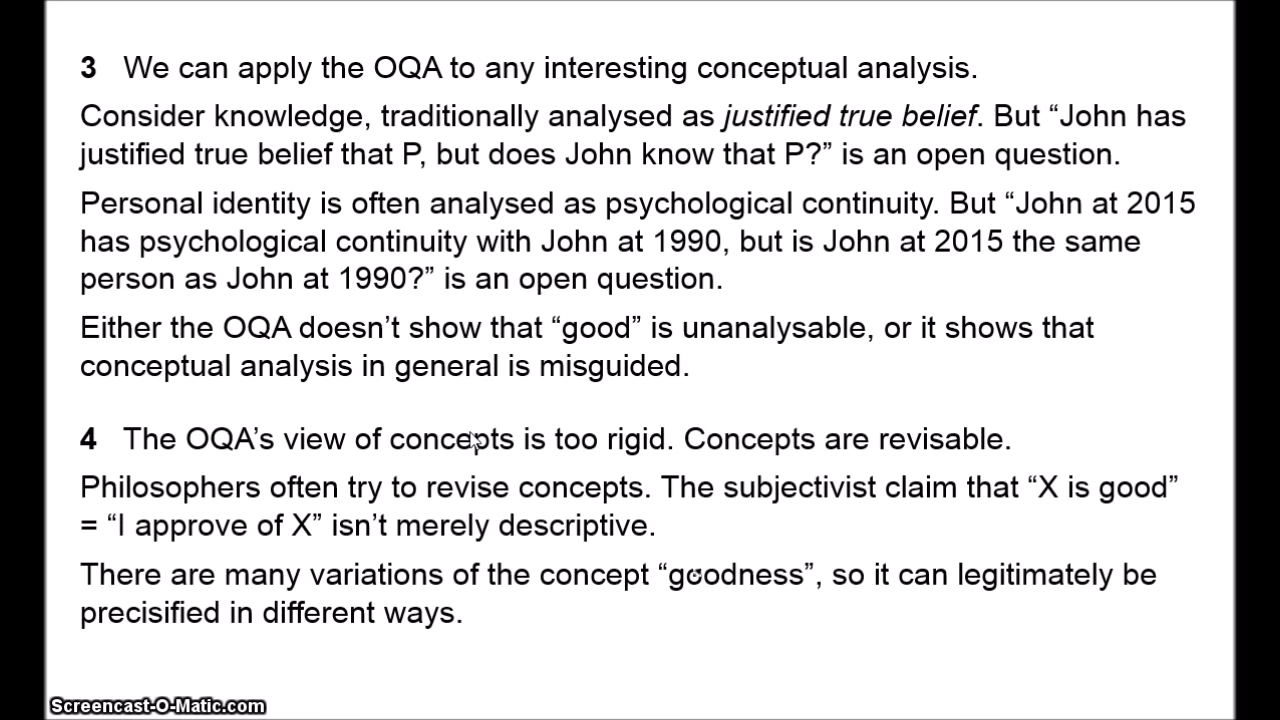 3 We can apply the OQA to any interesting conceptual analysis.
Consider knowledge, traditionally analysed as justified true belief. But “John has
justified true belief that P, but does John know that P?” is an open question.
Personal identity is often analysed as psychological continuity. But “John at 2015
has psychological continuity with John at 1990, but is John at 2015 the same
person as John at 1990?” is an open question.
Either the OQA doesn’t show that “good” is unanalysable, or it shows that
conceptual analysis in general is misguided.
4 The OQA’s view of concepts is too rigid. Concepts are revisable.
Philosophers often try to revise concepts. The subjectivist claim that “X is good”
= “I approve of X” isn’t merely descriptive.
There are many variations of the concept “goodness”, so it can legitimately be
precisified in different ways.
Screencast-O-Matic.com